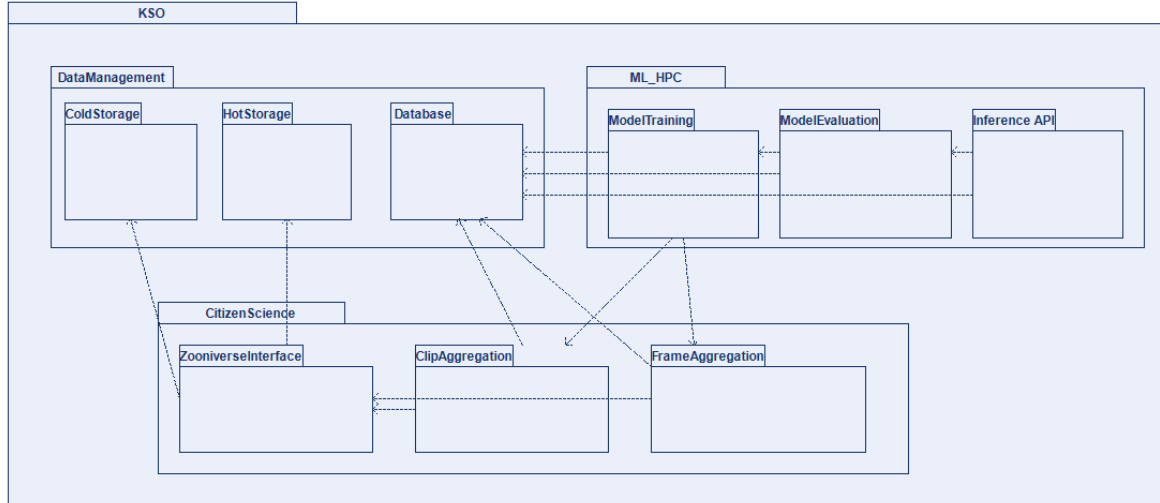 KSO
DataManagement
ML_HPC
ColdStorage
HotStorage
Database
ModelTraining
ModelEvaluation
Inference API
CitizenScience
ZooniverseInterface
ClipAggregation
FrameAggregation